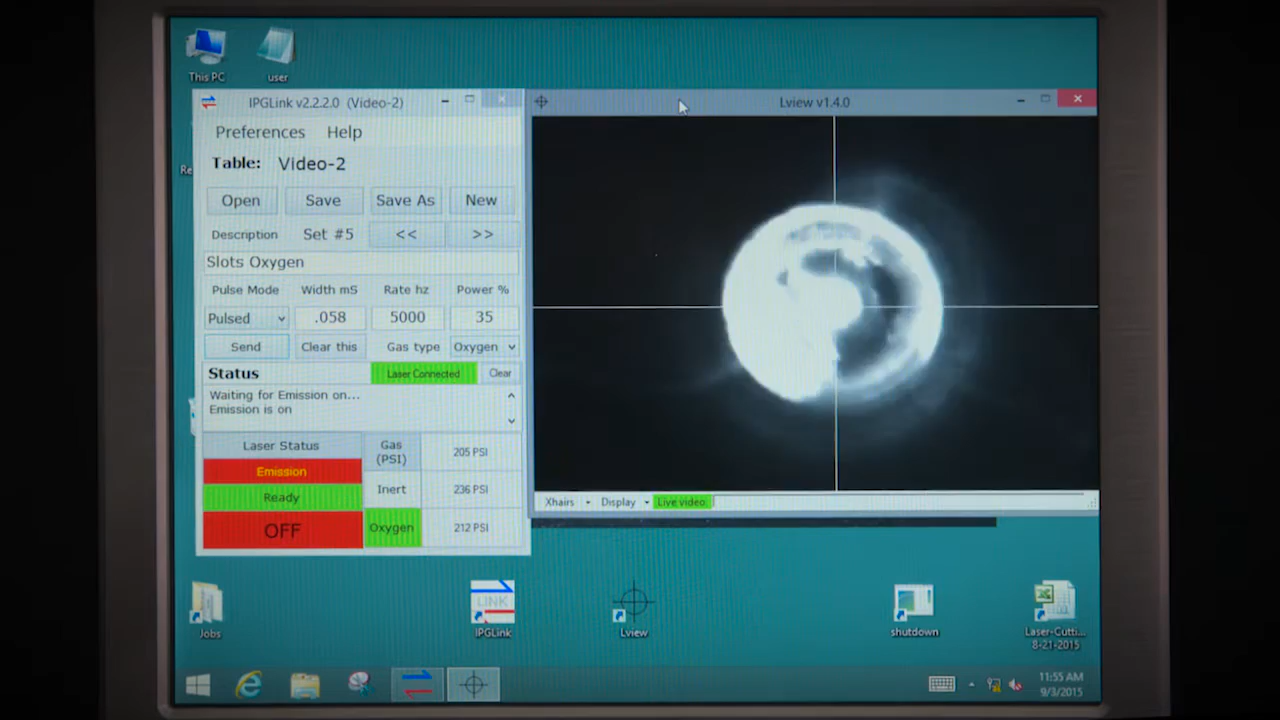 This PC
user
Re
IPGLink v2.2.2.0 (Video-2)
Lview v1.4.0
Preferences Help
Table: Video-2
Open Save Save As New
Description Set #5 << >>
Slots Oxygen
Pulse Mode Width mS Rate hz Power %
Pulsed .058 5000 35
Send Clear this Gas type Oxygen
Status Laser Connected Clear
Waiting for Emission on...
Emission is on
Laser Status Gas (PSI) 205 PSI
Emission
Ready Inert 236 PSI
OFF Oxygen 212 PSI
Xhairs Display Live video
LINK
Jobs IPGLink Lview shutdown Laser-Cutti...
8-21-2015
11:55 AM
9/3/2015